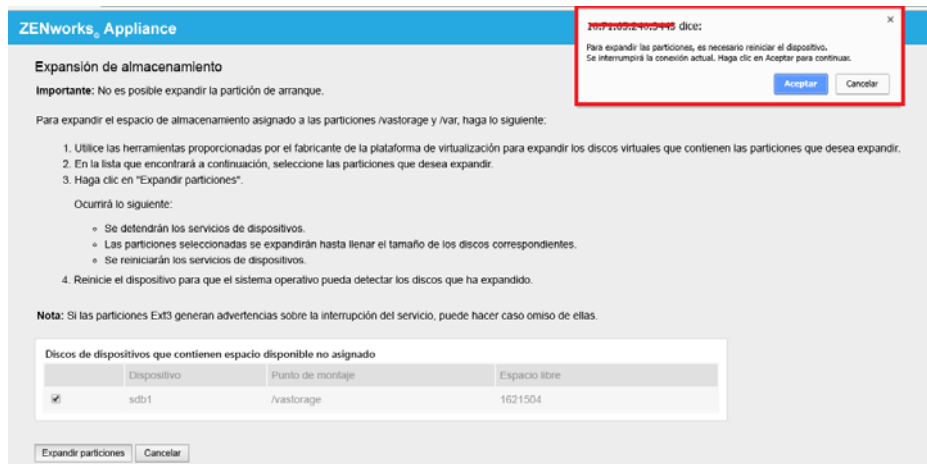 ZENworks® Appliance
10.71.69.240:9443 dice:
Para expandir las particiones, es necesario reiniciar el dispositivo.
Se interrumpirá la conexión actual. Haga clic en Aceptar para continuar.
Aceptar Cancelar
Expansión de almacenamiento
Importante: No es posible expandir la partición de arranque.
Para expandir el espacio de almacenamiento asignado a las particiones /vastorage y /var, haga lo siguiente:
1. Utilice las herramientas proporcionadas por el fabricante de la plataforma de virtualización para expandir los discos virtuales que contienen las particiones que desea expandir.
2. En la lista que encontrará a continuación, seleccione las particiones que desea expandir.
3. Haga clic en "Expandir particiones".
Ocurrirá lo siguiente:
Se detendrán los servicios de dispositivos.
Las particiones seleccionadas se expandirán hasta llenar el tamaño de los discos correspondientes.
Se reiniciarán los servicios de dispositivos.
4. Reinicie el dispositivo para que el sistema operativo pueda detectar los discos que ha expandido.
Nota: Si las particiones Ext3 generan advertencias sobre la interrupción del servicio, puede hacer caso omiso de ellas.
Discos de dispositivos que contienen espacio disponible no asignado
Dispositivo Punto de montaje Espacio libre
sdb1 /vastorage 1621504
Expandir particiones Cancelar